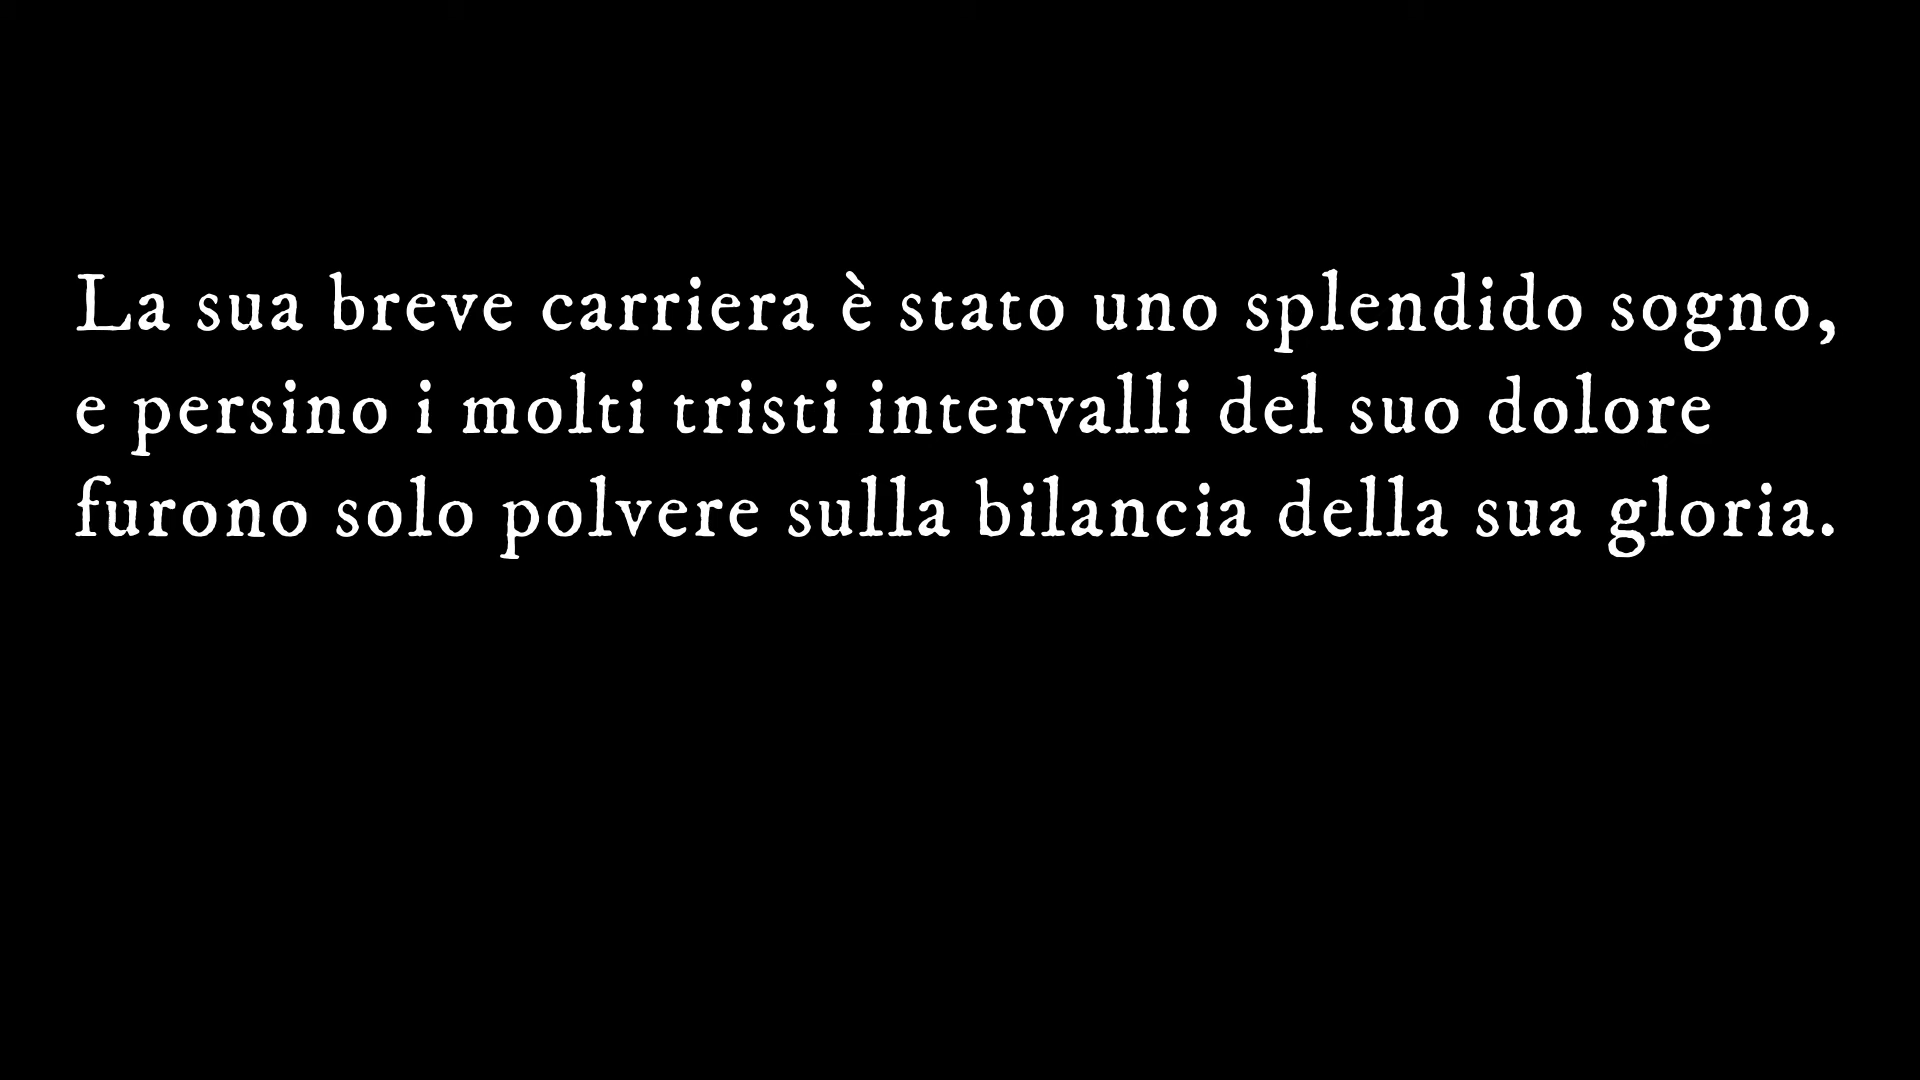 La sua breve carriera è stato uno splendido sogno,
e persino i molti tristi intervalli del suo dolore
furono solo polvere sulla bilancia della sua gloria.